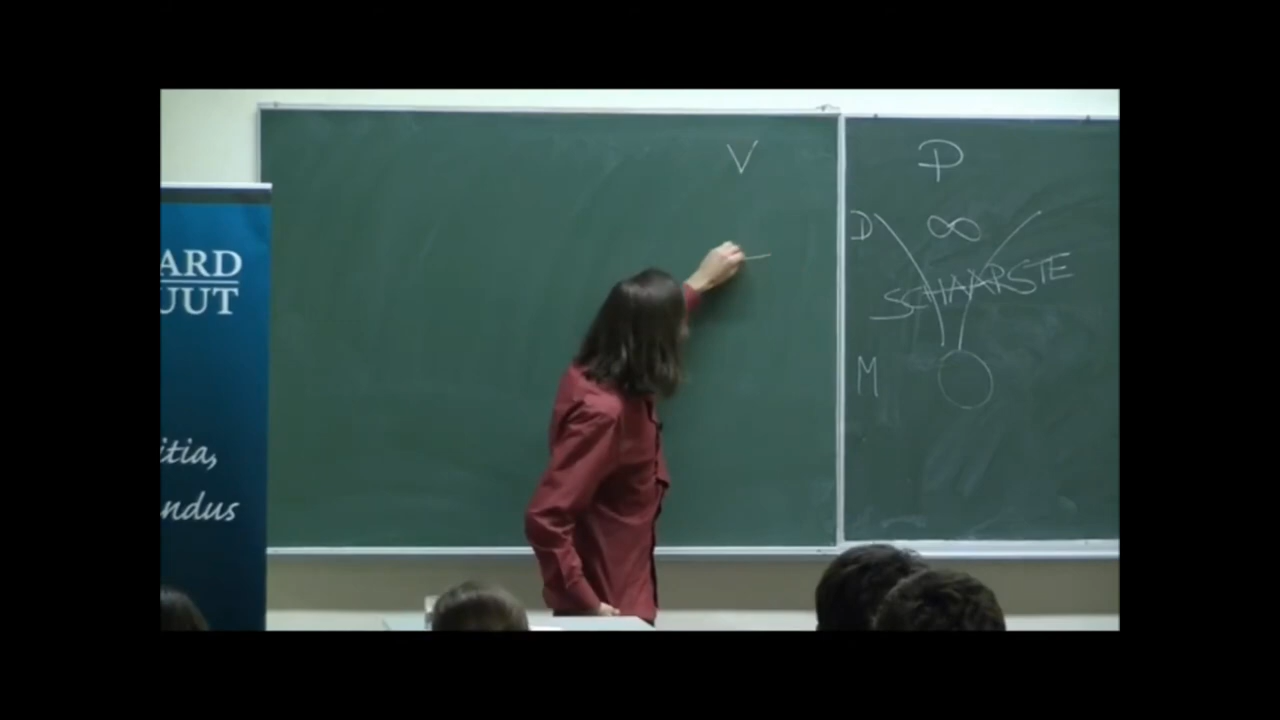 ARD
UUT
itia,
ndus
V
P
D ∞
SCHAARSTE
M